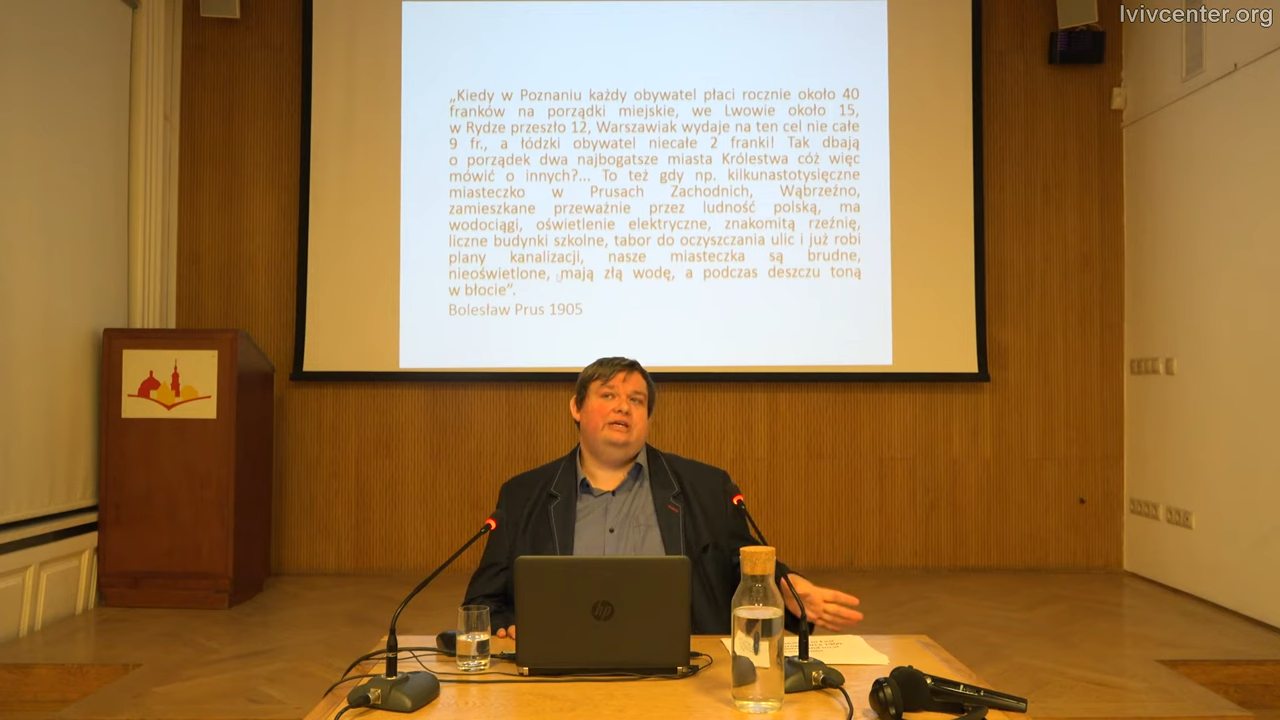 lvivcenter.org
„Kiedy w Poznaniu każdy obywatel płaci rocznie około 40
franków na porządki miejskie, we Lwowie około 15,
w Rydze przeszło 12, Warszawiak wydaje na ten cel nie całe
9 fr., a łódzki obywatel niecałe 2 franki! Tak dbają
o porządek dwa najbogatsze miasta Królestwa cóż więc
mówić o innych?... To też gdy np. kilkunastotysięczne
miasteczko w Prusach Zachodnich, Wąbrzeźno,
zamieszkane przeważnie przez ludność polską, ma
wodociągi, oświetlenie elektryczne, znakomitą rzeźnię,
liczne budynki szkolne, tabor do oczyszczania ulic i już robi
plany kanalizacji, nasze miasteczka są brudne,
nieoświetlone, mają złą wodę, a podczas deszczu toną
w błocie”.
Bolesław Prus 1905
hp